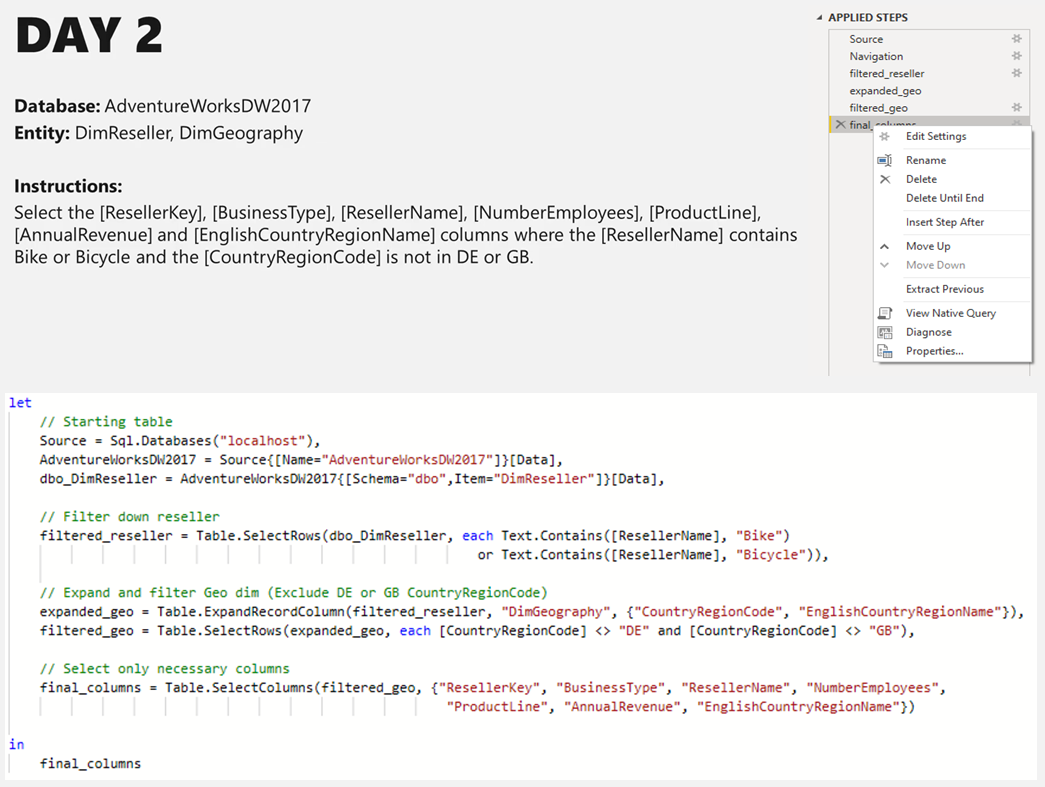 DAY 2
Database: AdventureWorksDW2017
Entity: DimReseller, DimGeography
Instructions:
Select the [ResellerKey], [BusinessType], [ResellerName], [NumberEmployees], [ProductLine],
[AnnualRevenue] and [EnglishCountryRegionName] columns where the [ResellerName] contains
Bike or Bicycle and the [CountryRegionCode] is not in DE or GB.
APPLIED STEPS
Source
Navigation
filtered_reseller
expanded_geo
filtered_geo
final_columns
Edit Settings
Rename
Delete
Delete Until End
Insert Step After
Move Up
Move Down
Extract Previous
View Native Query
Diagnose
Properties...
let
// Starting table
Source = Sql.Databases("localhost"),
AdventureWorksDW2017 = Source{[Name="AdventureWorksDW2017"]}[Data],
dbo_DimReseller = AdventureWorksDW2017{[Schema="dbo",Item="DimReseller"]}[Data],
// Filter down reseller
filtered_reseller = Table.SelectRows(dbo_DimReseller, each Text.Contains([ResellerName], "Bike")
or Text.Contains([ResellerName], "Bicycle")),
// Expand and filter Geo dim (Exclude DE or GB CountryRegionCode)
expanded_geo = Table.ExpandRecordColumn(filtered_reseller, "DimGeography", {"CountryRegionCode", "EnglishCountryRegionName"}),
filtered_geo = Table.SelectRows(expanded_geo, each [CountryRegionCode] <> "DE" and [CountryRegionCode] <> "GB"),
// Select only necessary columns
final_columns = Table.SelectColumns(filtered_geo, {"ResellerKey", "BusinessType", "ResellerName", "NumberEmployees",
"ProductLine", "AnnualRevenue", "EnglishCountryRegionName"})
in
final_columns